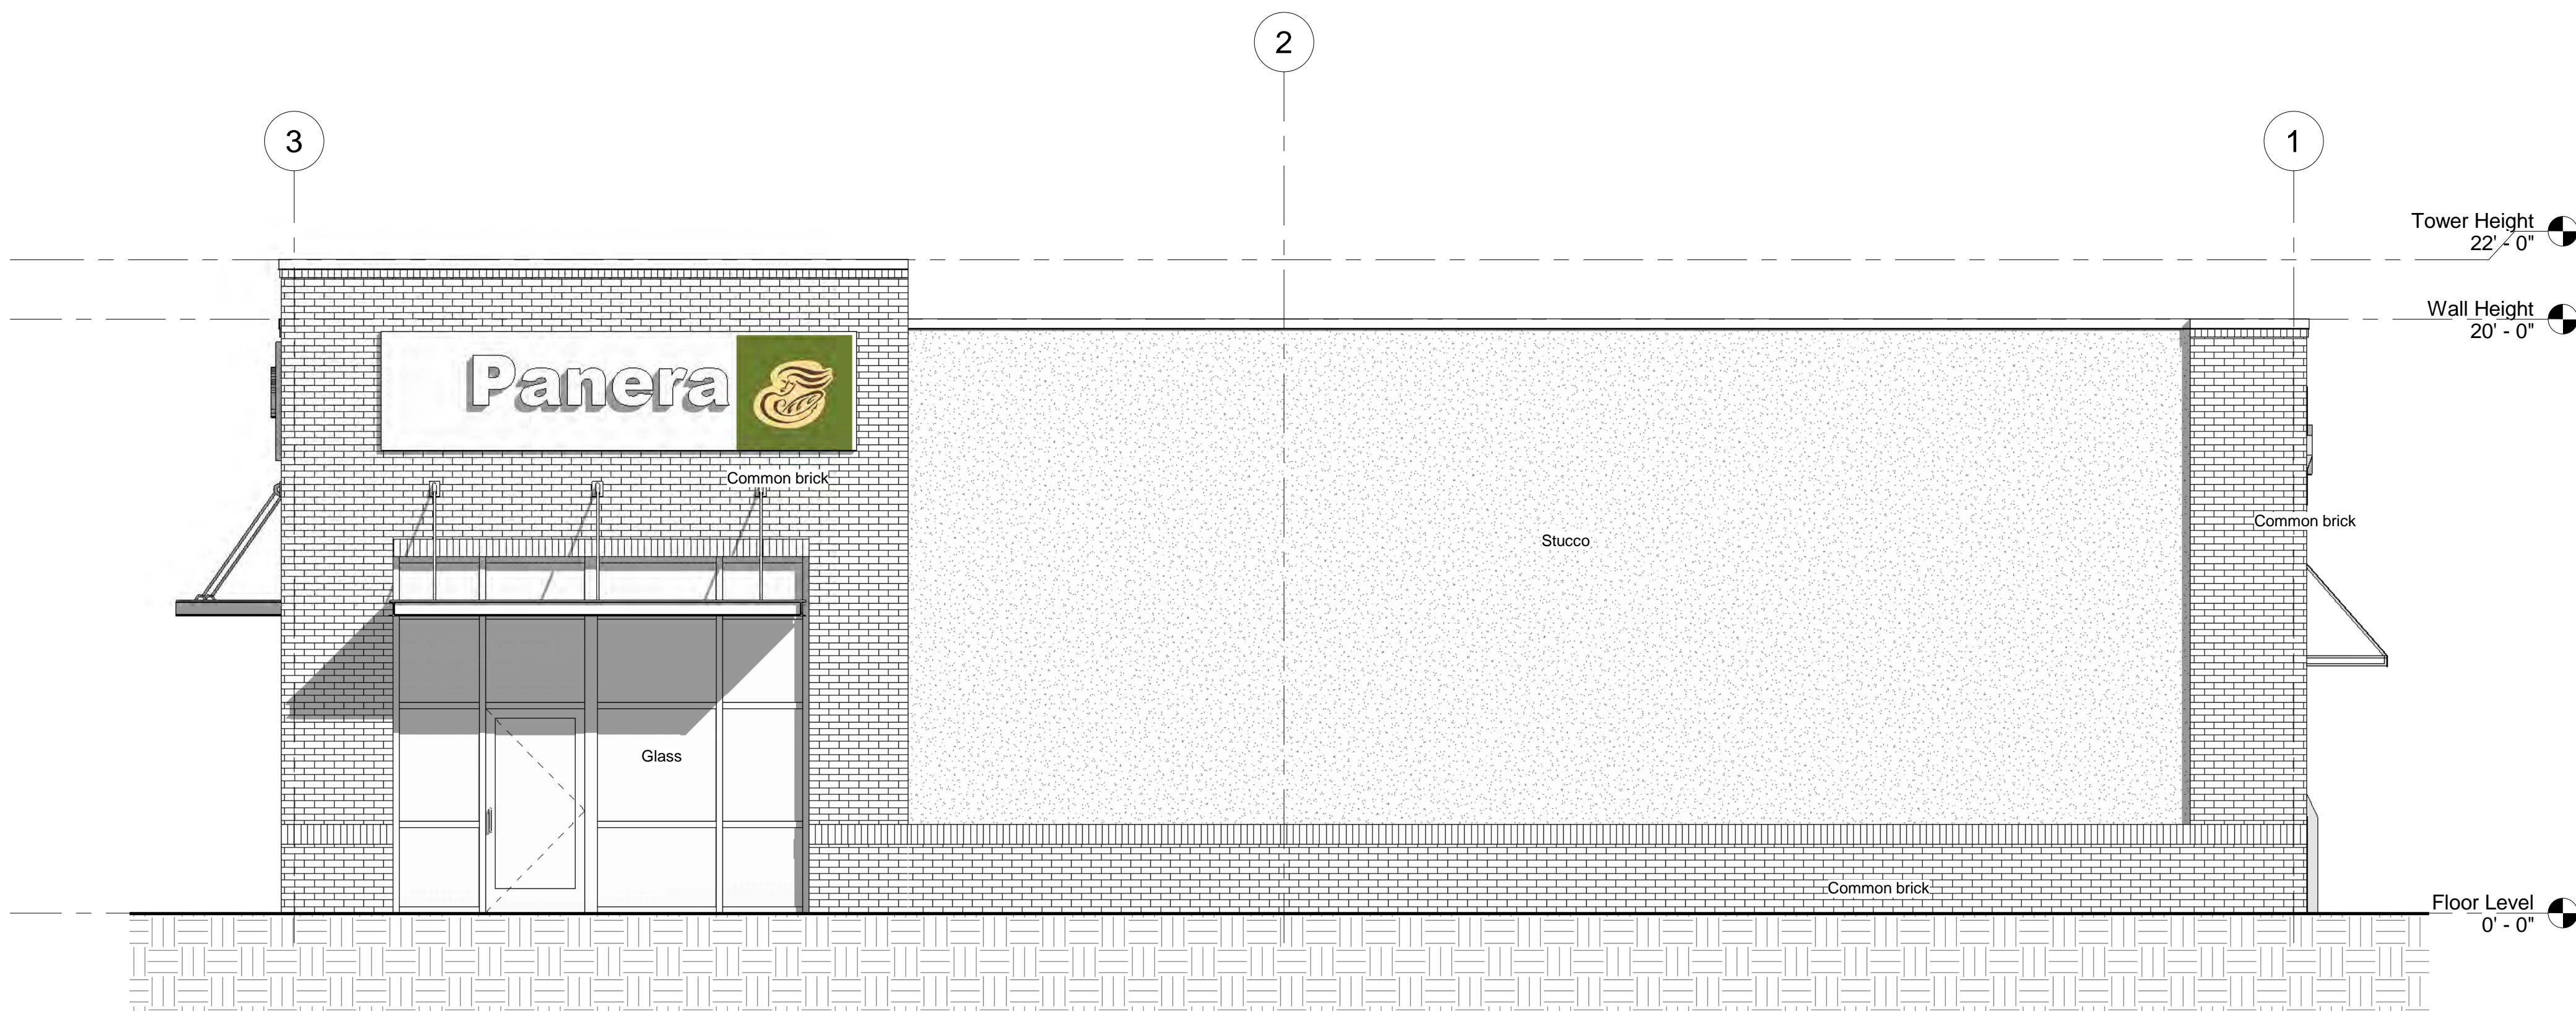 2
3
1
Tower Height
22' - 0"
Wall Height
20' - 0"
Panera
Common brick
Common brick
Stucco
Glass
Common brick
Floor Level
0' - 0"